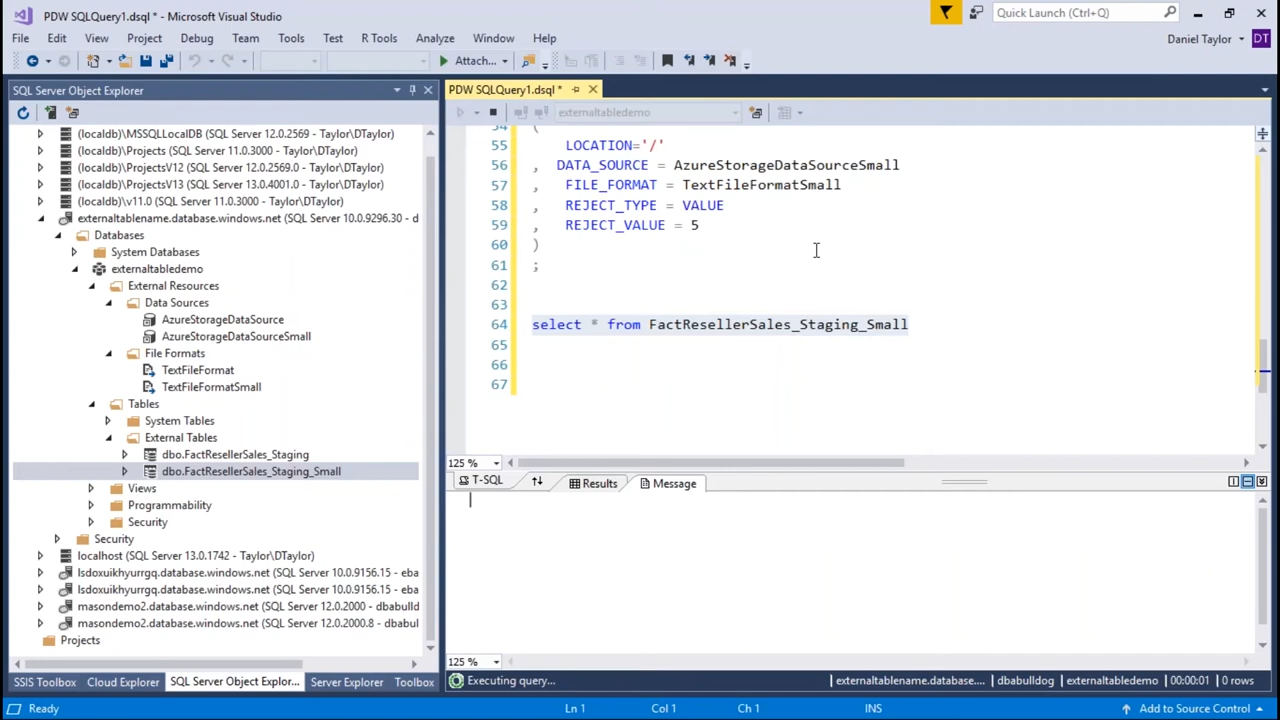 PDW SQLQuery1.dsql * - Microsoft Visual Studio
Quick Launch (Ctrl+Q)
File Edit View Project Debug Team Tools Test R Tools Analyze Window Help
Daniel Taylor DT
Attach...
SQL Server Object Explorer
PDW SQLQuery1.dsql *
externaltabledemo
(localdb)\MSSQLLocalDB (SQL Server 12.0.2569 - Taylor\DTaylor)
(localdb)\Projects (SQL Server 11.0.3000 - Taylor\DTaylor)
(localdb)\ProjectsV12 (SQL Server 12.0.2569.0 - Taylor\DTaylor)
(localdb)\ProjectsV13 (SQL Server 13.0.4001.0 - Taylor\DTaylor)
(localdb)\v11.0 (SQL Server 11.0.3000 - Taylor\DTaylor)
externaltablename.database.windows.net (SQL Server 10.0.9296.30 - d
Databases
System Databases
externaltabledemo
External Resources
Data Sources
AzureStorageDataSource
AzureStorageDataSourceSmall
File Formats
TextFileFormat
TextFileFormatSmall
Tables
System Tables
External Tables
dbo.FactResellerSales_Staging
dbo.FactResellerSales_Staging_Small
Views
Programmability
Security
Security
localhost (SQL Server 13.0.1742 - Taylor\DTaylor)
lsdoxuikhyurrgq.database.windows.net (SQL Server 10.0.9156.15 - eba
lsdoxuikhyurrgq.database.windows.net (SQL Server 10.0.9156.15 - eba
masondemo2.database.windows.net (SQL Server 12.0.2000 - dbabulld
masondemo2.database.windows.net (SQL Server 12.0.2000.8 - dbabul
Projects
SSIS Toolbox Cloud Explorer SQL Server Object Explor... Server Explorer Toolbox
54 (
55 LOCATION='/'
56 , DATA_SOURCE = AzureStorageDataSourceSmall
57 , FILE_FORMAT = TextFileFormatSmall
58 , REJECT_TYPE = VALUE
59 , REJECT_VALUE = 5
60 )
61 ;
62
63
64 select * from FactResellerSales_Staging_Small
65
66
67
125 %
T-SQL Results Message
125 %
Executing query... externaltablename.database.... dbabulldog externaltabledemo 00:00:01 0 rows
Ready Ln 1 Col 1 Ch 1 INS Add to Source Control